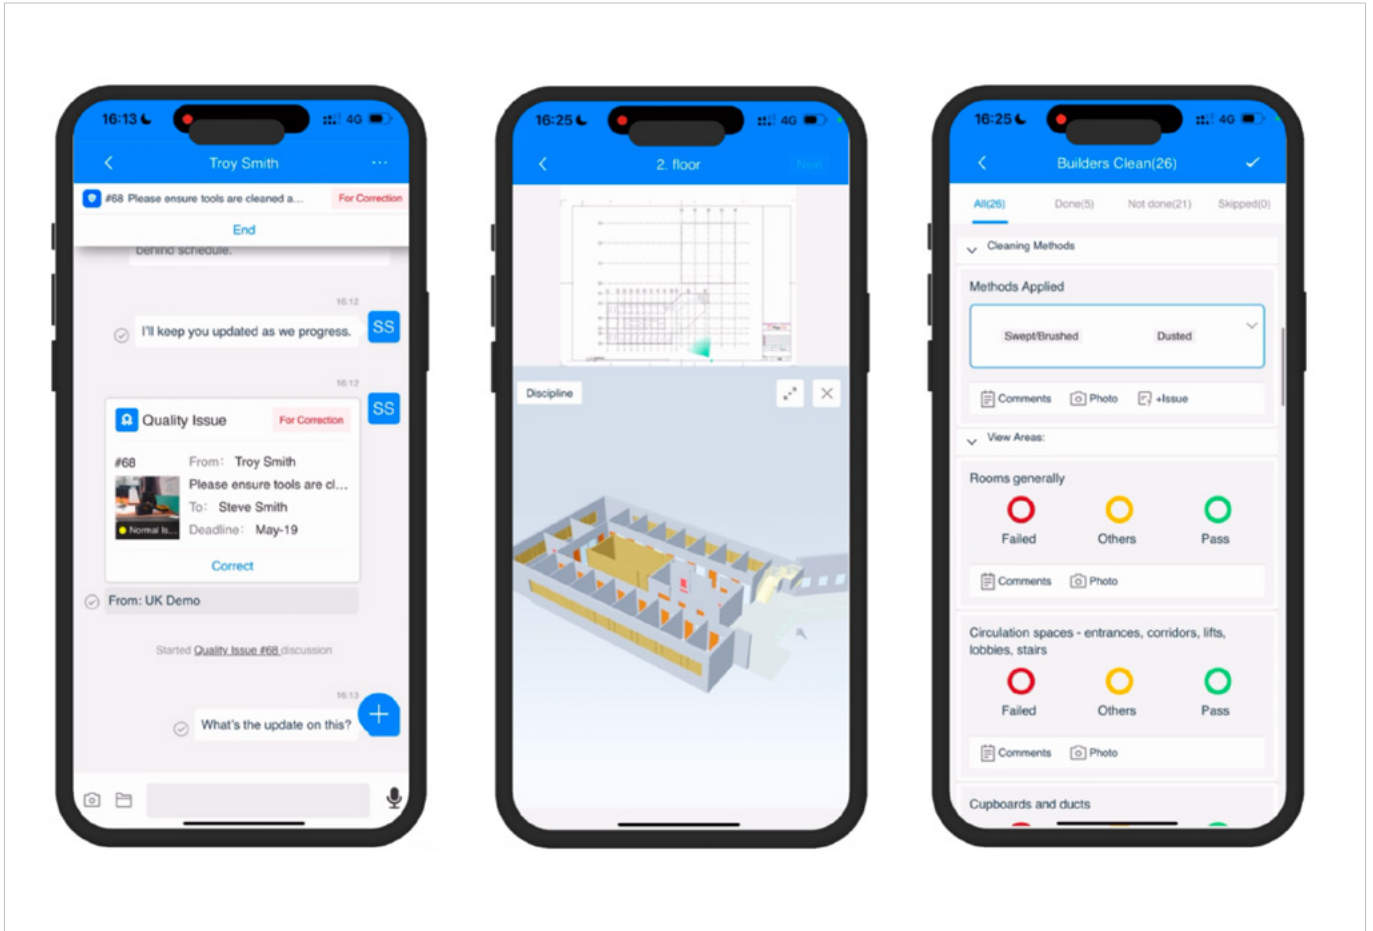 16:13
4G
Troy Smith
...
#68 Please ensure tools are cleaned a...
For Correction
End
behind schedule.
16:12
I'll keep you updated as we progress.
SS
16:12
SS
Quality Issue
For Correction
#68
From: Troy Smith
Please ensure tools are cl...
To: Steve Smith
Normal Is...
Deadline: May-19
Correct
From: UK Demo
Started Quality Issue #68 discussion
16:13
What's the update on this?
16:25
4G
2. floor
Next
Discipline
16:25
4G
Builders Clean(26)
All(26)
Done(5)
Not done(21)
Skipped(0)
Cleaning Methods
Methods Applied
Swept/Brushed
Dusted
Comments
Photo
+Issue
View Areas:
Rooms generally
Failed
Others
Pass
Comments
Photo
Circulation spaces - entrances, corridors, lifts,
lobbies, stairs
Failed
Others
Pass
Comments
Photo
Cupboards and ducts